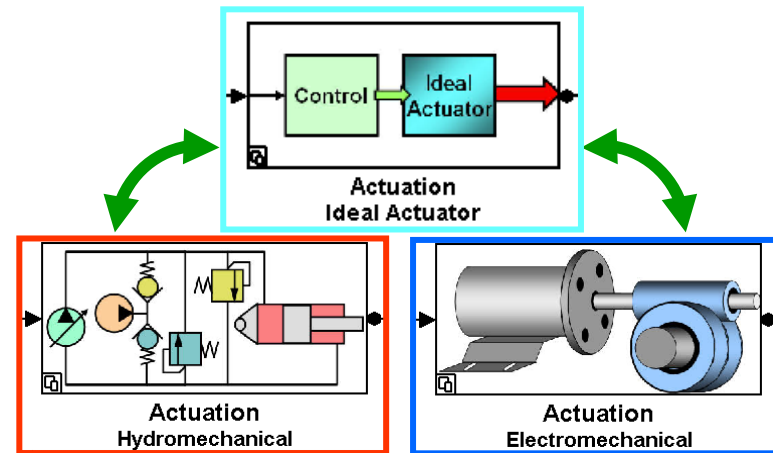 Control
Ideal
Actuator
Actuation
Ideal Actuator
Actuation
Hydromechanical
Actuation
Electromechanical